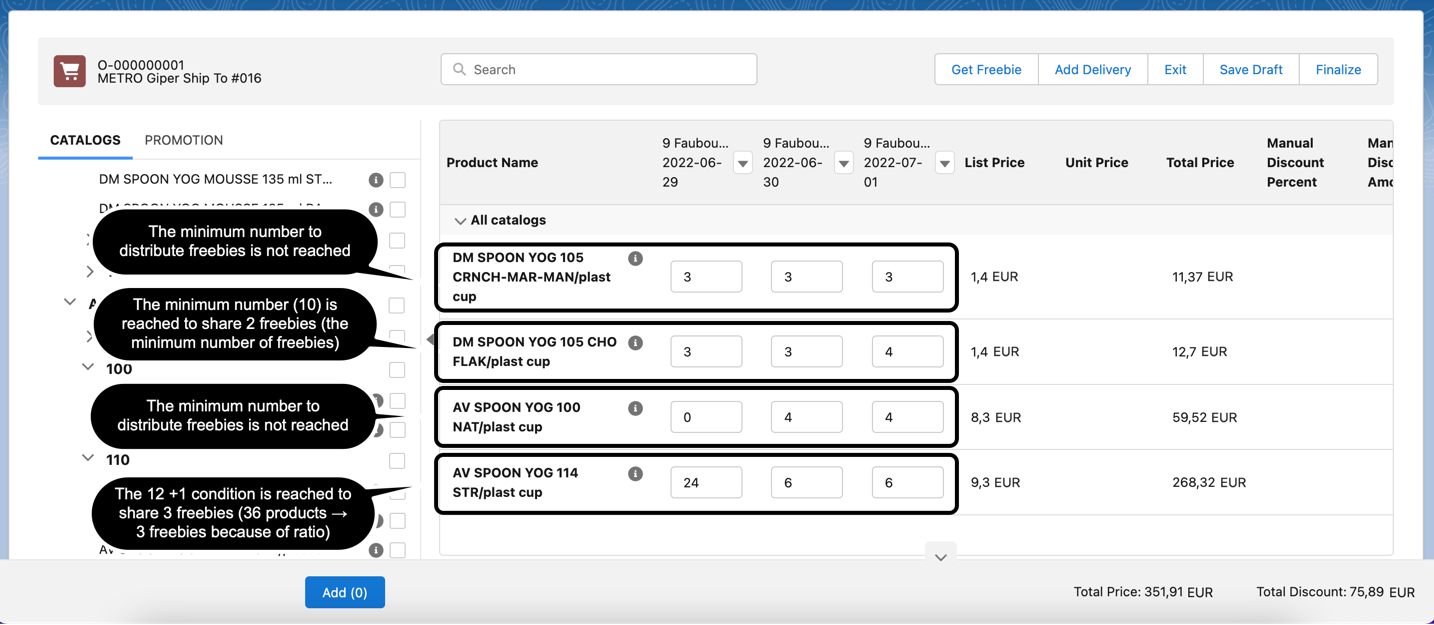 O-000000001
METRO Giper Ship To #016
Search
Get Freebie
Add Delivery
Exit
Save Draft
Finalize
CATALOGS
PROMOTION
DM SPOON YOG MOUSSE 135 ml ST...
The minimum number to
distribute freebies is not reached
The minimum number (10) is
reached to share 2 freebies (the
minimum number of freebies)
100
The minimum number to
distribute freebies is not reached
110
The 12 +1 condition is reached to
share 3 freebies (36 products →
3 freebies because of ratio)
Product Name
9 Faubou...
2022-06-
29
9 Faubou...
2022-06-
30
9 Faubou...
2022-07-
01
List Price
Unit Price
Total Price
Manual
Discount
Percent
All catalogs
DM SPOON YOG 105
CRNCH-MAR-MAN/plast
cup
3
3
3
1,4 EUR
11,37 EUR
DM SPOON YOG 105 CHO
FLAK/plast cup
3
3
4
1,4 EUR
12,7 EUR
AV SPOON YOG 100
NAT/plast cup
0
4
4
8,3 EUR
59,52 EUR
AV SPOON YOG 114
STR/plast cup
24
6
6
9,3 EUR
268,32 EUR
Add (0)
Total Price: 351,91 EUR
Total Discount: 75,89 EUR